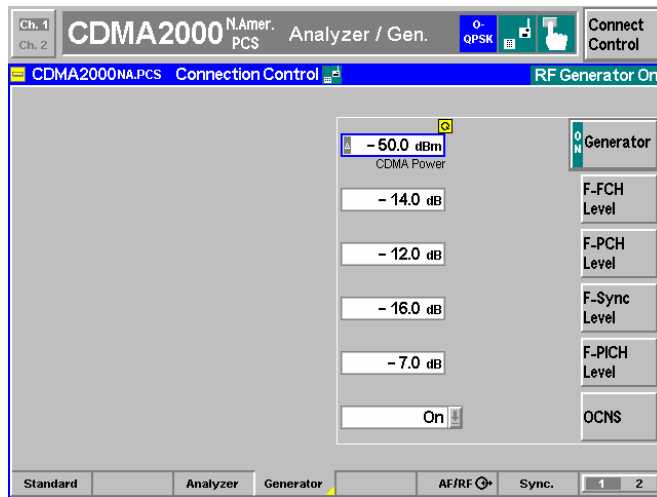 Ch. 1
Ch. 2
CDMA2000 N.Amer. PCS Analyzer / Gen.
O-QPSK
Connect Control
CDMA2000NA.PCS Connection Control
RF Generator On
- 50.0 dBm
CDMA Power
ON Generator
- 14.0 dB
F-FCH Level
- 12.0 dB
F-PCH Level
- 16.0 dB
F-Sync Level
- 7.0 dB
F-PICH Level
On
OCNS
Standard Analyzer Generator AF/RF Sync. 1 2